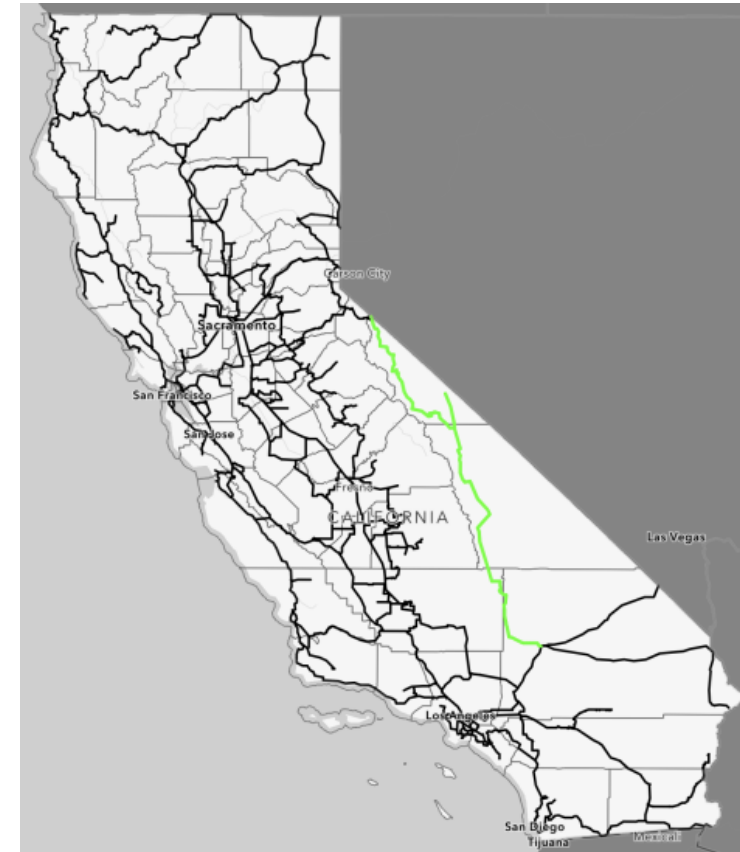 Carson City
Sacramento
San Francisco
San Jose
Fresno
CALIFORNIA
Las Vegas
Los Angeles
San Diego
Mexicali
Tijuana